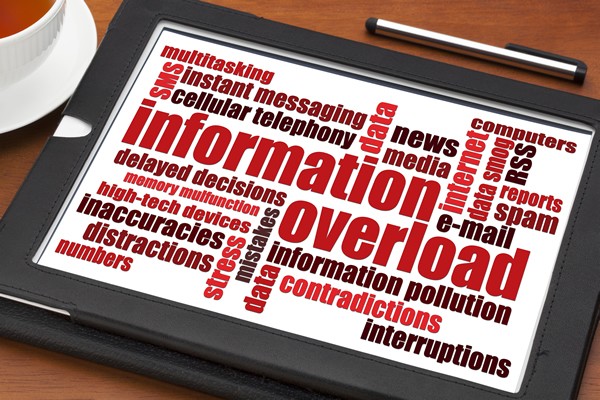 multitasking
SMS
instant messaging
cellular telephony
data
news
computers
information
media
internet
data smog
RSS
delayed decisions
reports
memory mulfunction
spam
high-tech devices
overload
e-mail
inaccuracies
mistakes
distractions
stress
information pollution
numbers
data
contradictions
interruptions